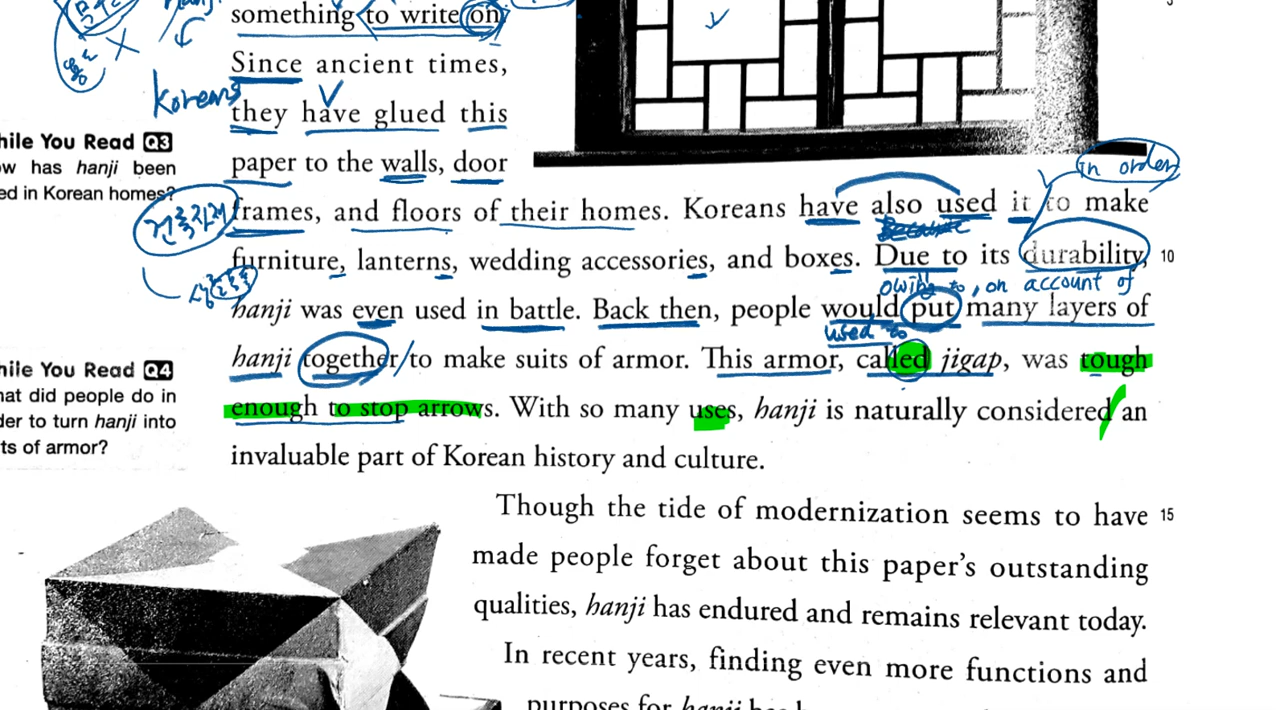 something to write on
Since ancient times,
Koreans
they have glued this
While You Read Q3
paper to the walls, door
ow has hanji been
ed in Korean homes?
in order
건축자재
frames, and floors of their homes. Koreans have also used it to make
furniture, lanterns, wedding accessories, and boxes. Due to its durability, 10
owing to, on account of
hanji was even used in battle. Back then, people would put many layers of
used to
hile You Read Q4
hanji together/to make suits of armor. This armor, called jigap, was tough
hat did people do in
der to turn hanji into
ts of armor?
enough to stop arrows. With so many uses, hanji is naturally considered/an
invaluable part of Korean history and culture.
Though the tide of modernization seems to have 15
made people forget about this paper's outstanding
qualities, hanji has endured and remains relevant today.
In recent years, finding even more functions and
purposes for hanji